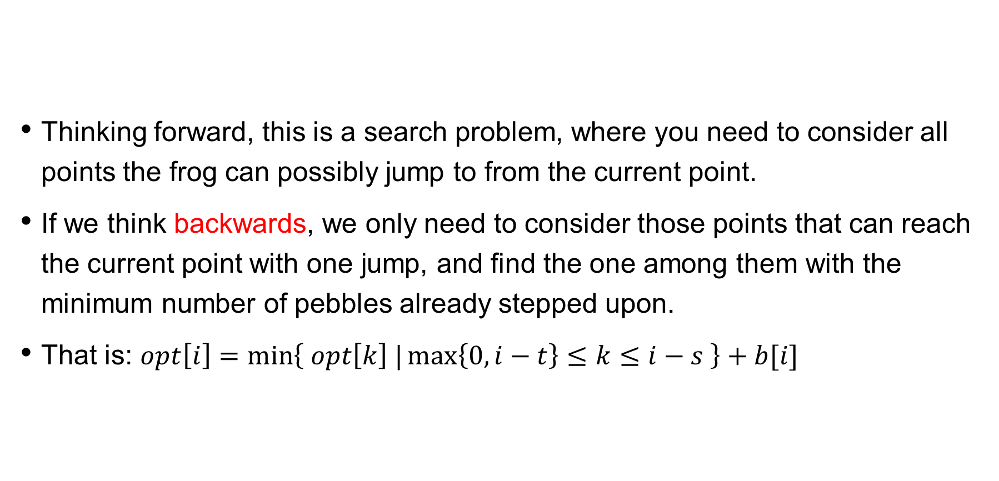 • Thinking forward, this is a search problem, where you need to consider all
points the frog can possibly jump to from the current point.
• If we think backwards, we only need to consider those points that can reach
the current point with one jump, and find the one among them with the
minimum number of pebbles already stepped upon.
• That is: opt[i] = min{ opt[k] | max{0, i − t} ≤ k ≤ i − s } + b[i]